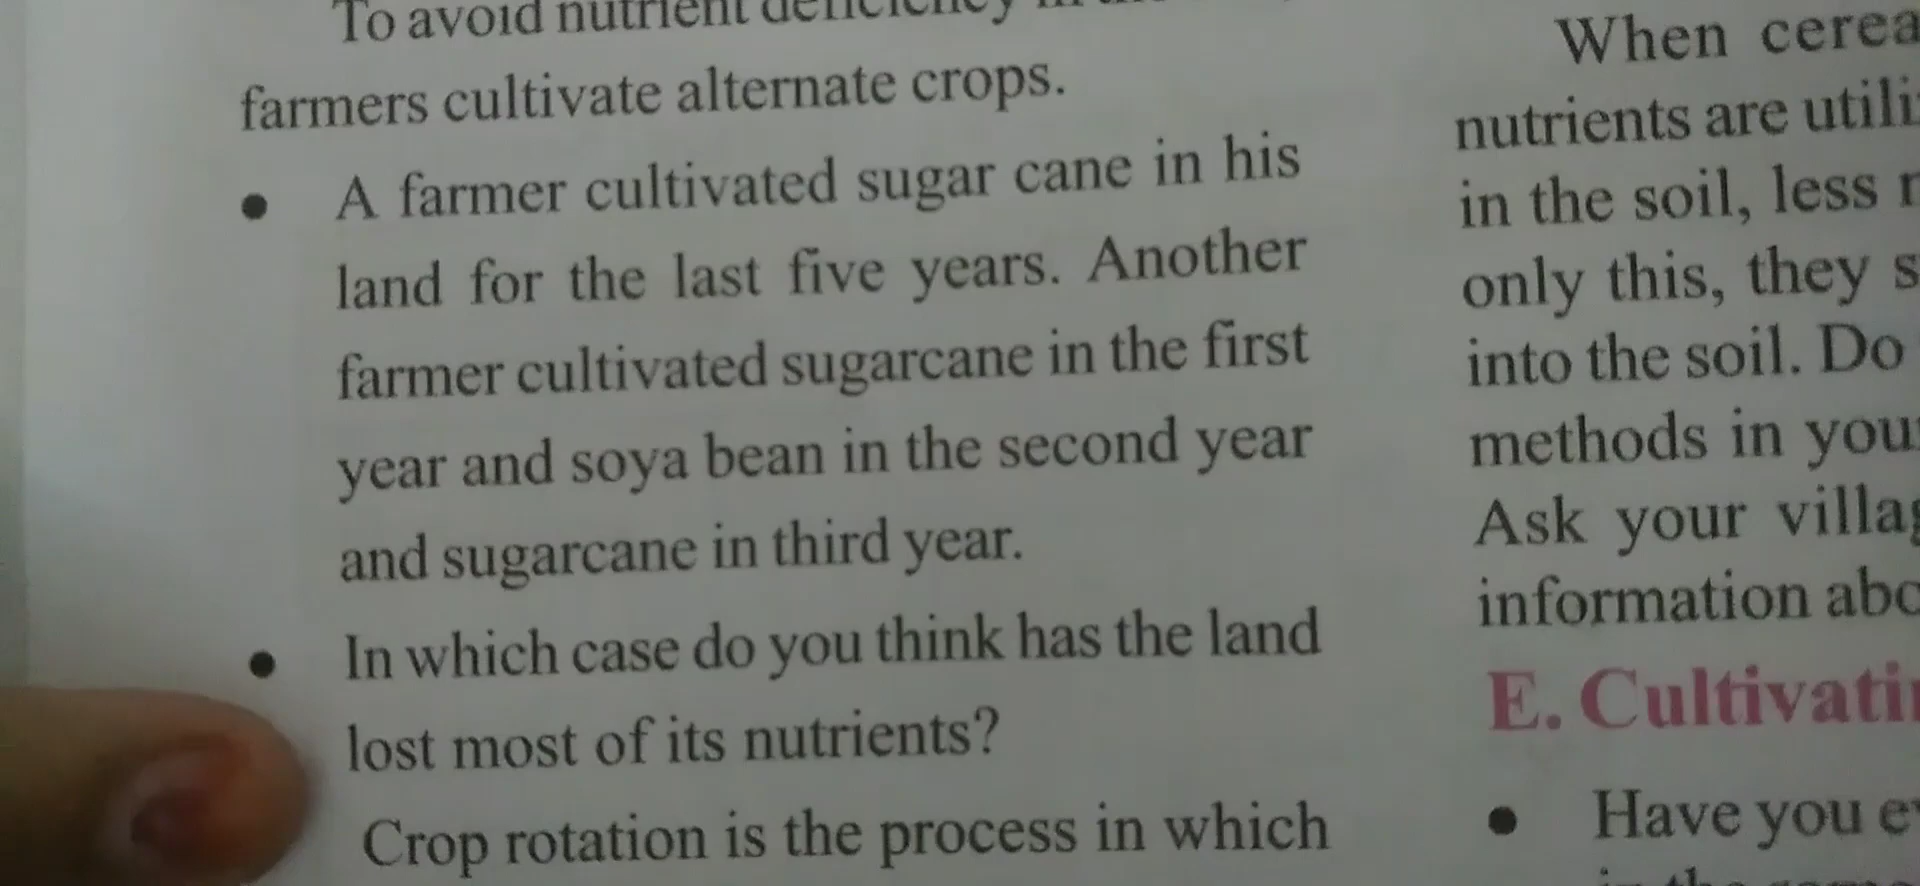 To avoid nutrient deficiency
farmers cultivate alternate crops.
• A farmer cultivated sugar cane in his
land for the last five years. Another
farmer cultivated sugarcane in the first
year and soya bean in the second year
and sugarcane in third year.
• In which case do you think has the land
lost most of its nutrients?
Crop rotation is the process in which
When
nutrients are
in the soil, less
only this, they
into the soil. Do
methods in
Ask your
information
E.
• Have you